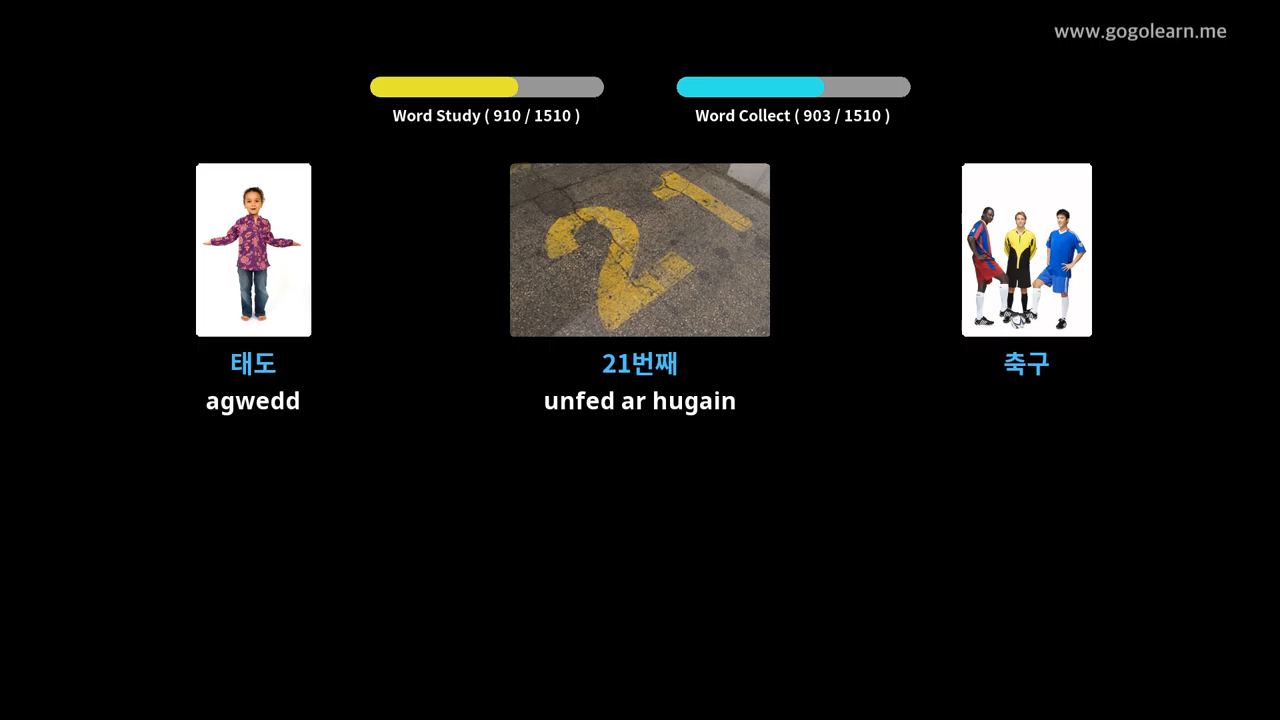 www.gogolearn.me
Word Study ( 910 / 1510 )
Word Collect ( 903 / 1510 )
21
태도
21번째
축구
agwedd
unfed ar hugain